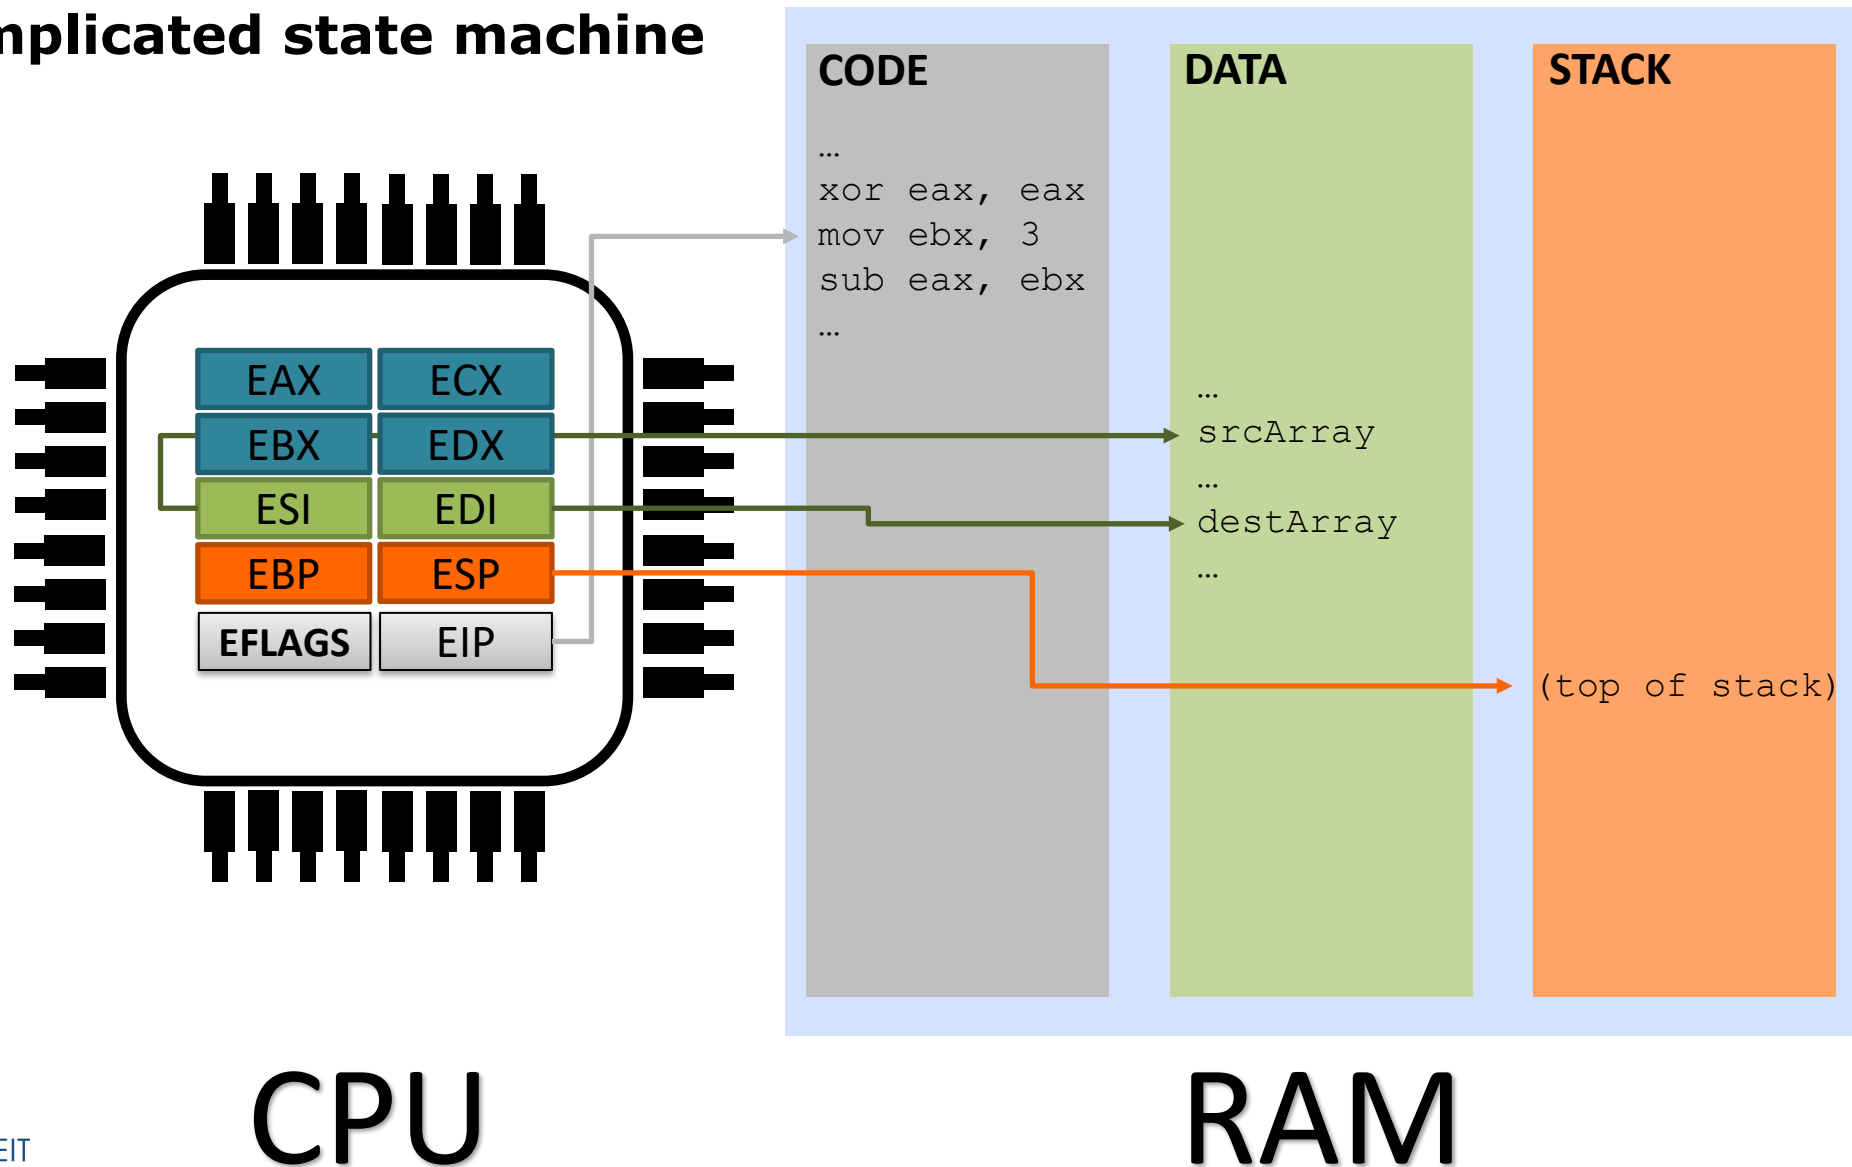 mplicated state machine
CODE
…
xor eax, eax
mov ebx, 3
sub eax, ebx
…
DATA
…
srcArray
…
destArray
…
STACK
(top of stack)
EAX
ECX
EBX
EDX
ESI
EDI
EBP
ESP
EFLAGS
EIP
CPU
RAM
EIT